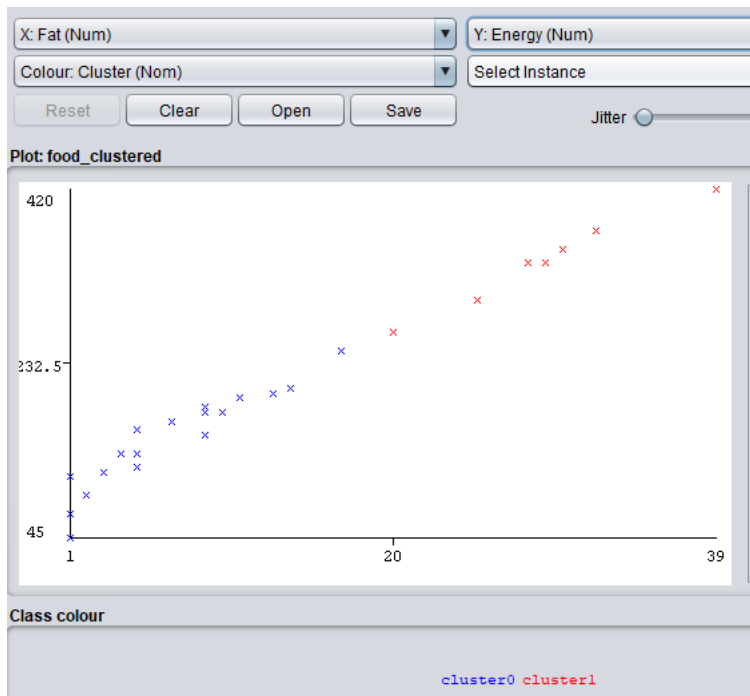 X: Fat (Num) Y: Energy (Num)
Colour: Cluster (Nom) Select Instance
Reset Clear Open Save Jitter
Plot: food_clustered
420
232.5
45
1 20 39
Class colour
cluster0 cluster1